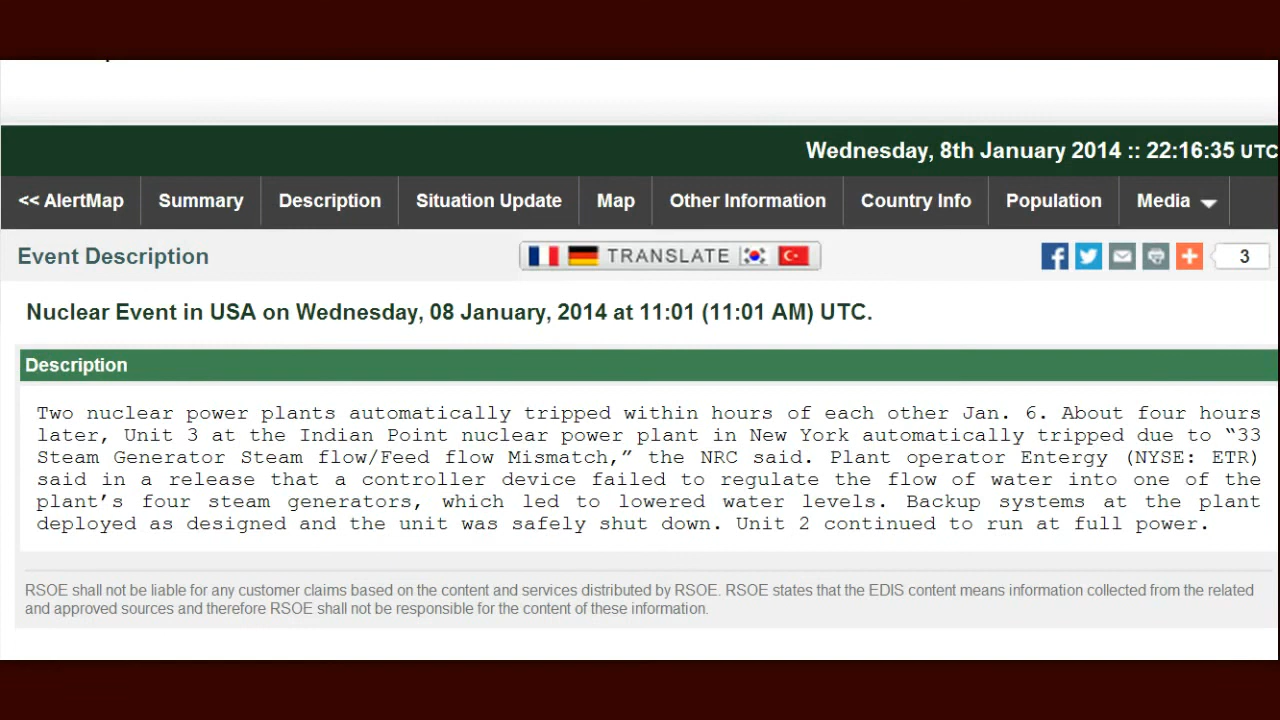 Wednesday, 8th January 2014 :: 22:16:35 UTC
<< AlertMap Summary Description Situation Update Map Other Information Country Info Population Media
Event Description TRANSLATE 3
Nuclear Event in USA on Wednesday, 08 January, 2014 at 11:01 (11:01 AM) UTC.
Description
Two nuclear power plants automatically tripped within hours of each other Jan. 6. About four hours
later, Unit 3 at the Indian Point nuclear power plant in New York automatically tripped due to “33
Steam Generator Steam flow/Feed flow Mismatch,” the NRC said. Plant operator Entergy (NYSE: ETR)
said in a release that a controller device failed to regulate the flow of water into one of the
plant’s four steam generators, which led to lowered water levels. Backup systems at the plant
deployed as designed and the unit was safely shut down. Unit 2 continued to run at full power.
RSOE shall not be liable for any customer claims based on the content and services distributed by RSOE. RSOE states that the EDIS content means information collected from the related
and approved sources and therefore RSOE shall not be responsible for the content of these information.